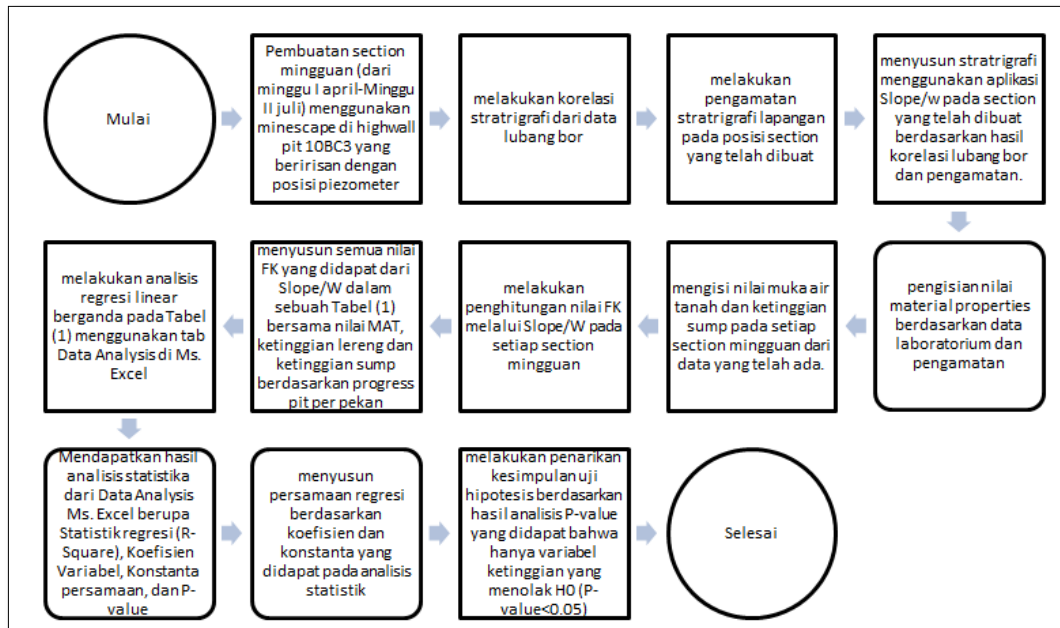 Mulai
Pembuatan section
mingguan (dari
minggu I april-Minggu
II juli) menggunakan
minescape di highwall
pit 10BC3 yang
beririsan dengan
posisi piezometer
melakukan korelasi
stratrigrafi dari data
lubang bor
melakukan
pengamatan
stratrigrafi lapangan
pada posisi section
yang telah dibuat
menyusun stratrigrafi
menggunakan aplikasi
Slope/w pada section
yang telah dibuat
berdasarkan hasil
korelasi lubang bor
dan pengamatan.
pengisian nilai
material properties
berdasarkan data
laboratorium dan
pengamatan
mengisi nilai muka air
tanah dan ketinggian
sump pada setiap
section mingguan dari
data yang telah ada.
melakukan
penghitungan nilai FK
melalui Slope/W pada
setiap section
mingguan
menyusun semua nilai
FK yang didapat dari
Slope/W dalam
sebuah Tabel (1)
bersama nilai MAT,
ketinggian lereng dan
ketinggian sump
berdasarkan progress
pit per pekan
melakukan analisis
regresi linear
berganda pada Tabel
(1) menggunakan tab
Data Analysis di Ms.
Excel
Mendapatkan hasil
analisis statistika
dari Data Analysis
Ms. Excel berupa
Statistik regresi (R-
Square), Koefisien
Variabel, Konstanta
persamaan, dan P-
value
menyusun
persamaan regresi
berdasarkan
koefisien dan
konstanta yang
didapat pada analisis
statistik
melakukan penarikan
kesimpulan uji
hipotesis berdasarkan
hasil analisis P-value
yang didapat bahwa
hanya variabel
ketinggian yang
menolak H0 (P-
value<0.05)
Selesai